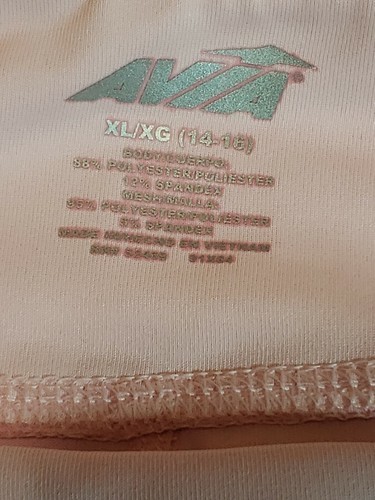 AVIA®
XL/XG (14-16)
BODY/CUERPO:
88% POLYESTER/POLIESTER
12% SPANDEX
MESH/MALLA:
95% POLYESTER/POLIESTER
5% SPANDEX
MADE IN/HECHO EN VIETNAM
RN#